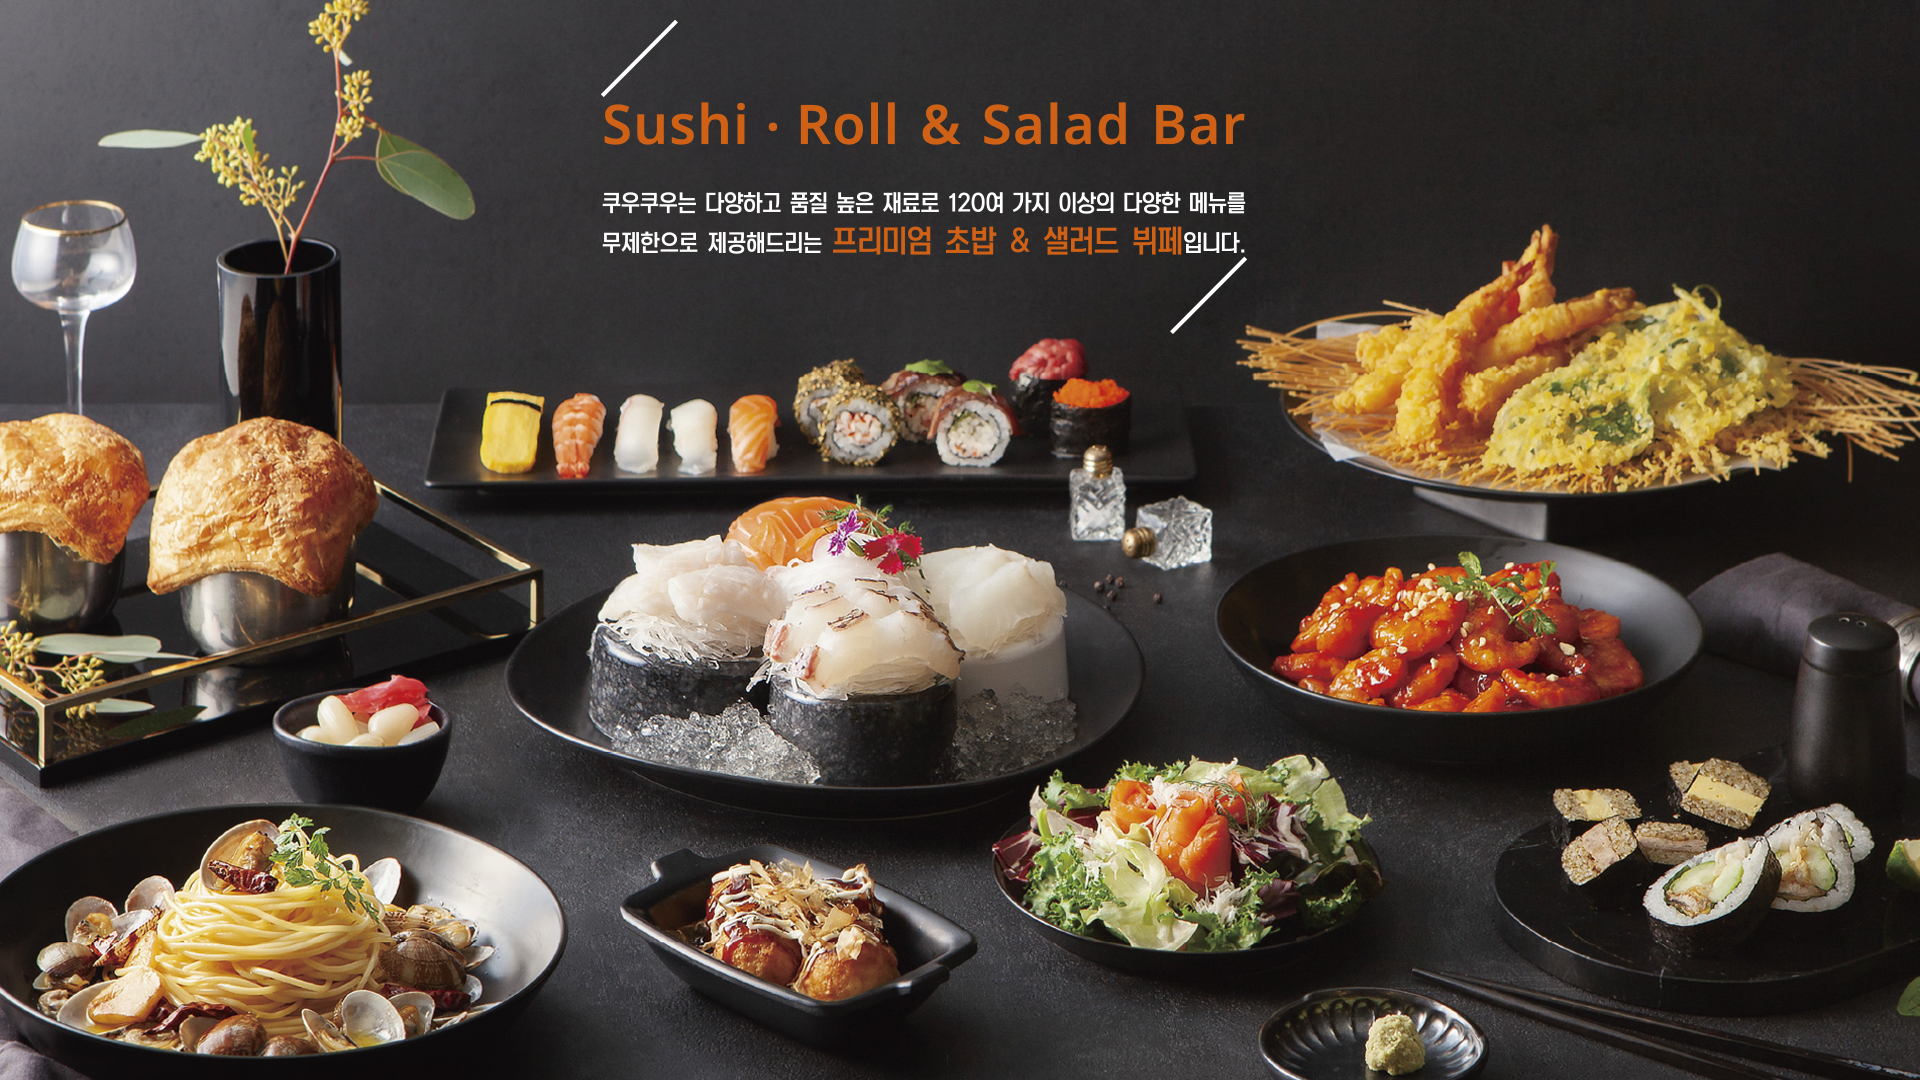 Sushi · Roll & Salad Bar
쿠우쿠우는 다양하고 품질 높은 재료로 120여 가지 이상의 다양한 메뉴를
무제한으로 제공해드리는 프리미엄 초밥 & 샐러드 뷔페입니다.